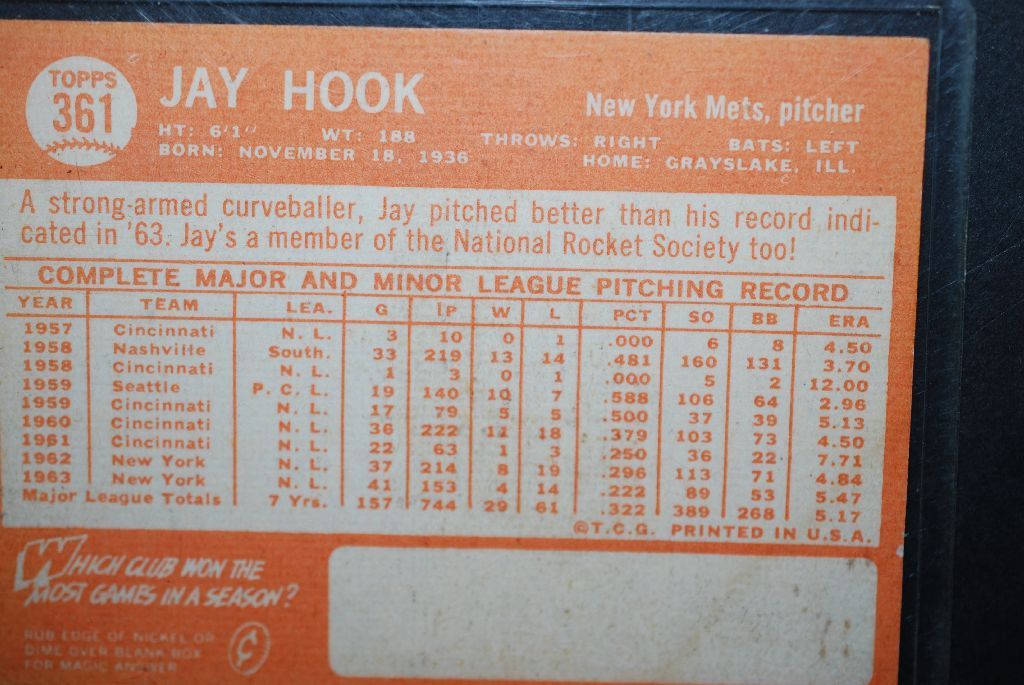 TOPPS
361
JAY HOOK
New York Mets, pitcher
HT: 6'1" WT: 188 THROWS: RIGHT BATS: LEFT
BORN: NOVEMBER 18, 1936 HOME: GRAYSLAKE, ILL.
A strong-armed curveballer, Jay pitched better than his record indi-
cated in '63. Jay's a member of the National Rocket Society too!
COMPLETE MAJOR AND MINOR LEAGUE PITCHING RECORD
YEAR TEAM LEA. G IP W L PCT SO BB ERA
1957 Cincinnati N. L. 3 10 0 1 .000 6 8 4.50
1958 Nashville South. 33 219 13 14 .481 160 131 3.70
1958 Cincinnati N. L. 1 3 0 1 .000 5 2 12.00
1959 Seattle P. C. L. 19 140 10 7 .588 106 64 2.96
1959 Cincinnati N. L. 17 79 5 5 .500 37 39 5.13
1960 Cincinnati N. L. 36 222 11 18 .379 103 73 4.50
1961 Cincinnati N. L. 22 63 1 3 .250 36 22 7.71
1962 New York N. L. 37 214 8 19 .296 113 71 4.84
1963 New York N. L. 41 153 4 14 .222 89 53 5.47
Major League Totals 7 Yrs. 157 744 29 61 .322 389 268 5.17
©T.C.G. PRINTED IN U.S.A.
WHICH CLUB WON THE
MOST GAMES IN A SEASON?
RUB EDGE OF NICKEL OR
DIME OVER BLANK BOX
FOR MAGIC ANSWER
¢